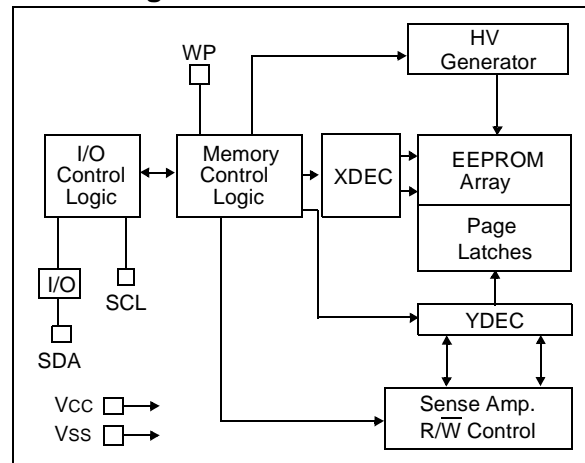 HV
Generator
WP
I/O
Control
Logic
Memory
Control
Logic
XDEC
EEPROM
Array
Page
Latches
I/O
SCL
SDA
YDEC
VCC
VSS
Sense Amp.
R/W̅ Control